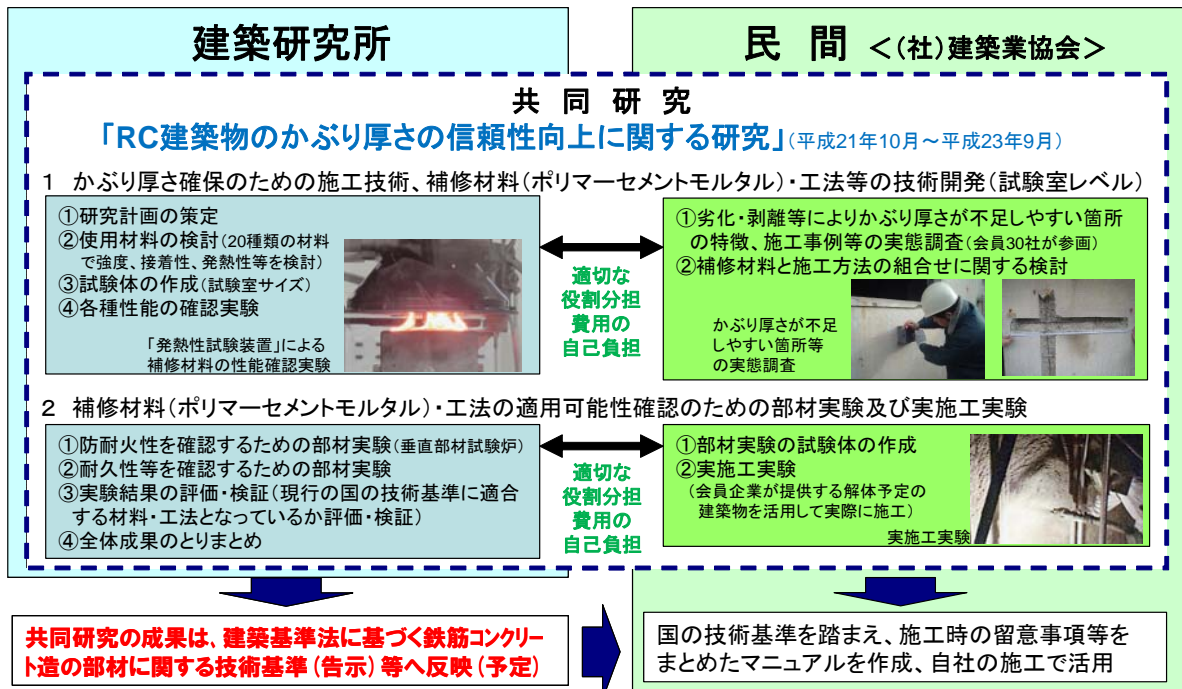 建築研究所
民 間 <(社)建築業協会>
共 同 研 究
「RC建築物のかぶり厚さの信頼性向上に関する研究」(平成21年10月~平成23年9月)
1 かぶり厚さ確保のための施工技術、補修材料(ポリマーセメントモルタル)・工法等の技術開発(試験室レベル)
①研究計画の策定
②使用材料の検討(20種類の材料
で強度、接着性、発熱性等を検討)
③試験体の作成(試験室サイズ)
④各種性能の確認実験
「発熱性試験装置」による
補修材料の性能確認実験
適切な
役割分担
費用の
自己負担
①劣化・剥離等によりかぶり厚さが不足しやすい箇所
の特徴、施工事例等の実態調査(会員30社が参画)
②補修材料と施工方法の組合せに関する検討
かぶり厚さが不足
しやすい箇所等
の実態調査
2 補修材料(ポリマーセメントモルタル)・工法の適用可能性確認のための部材実験及び実施工実験
①防耐火性を確認するための部材実験(垂直部材試験炉)
②耐久性等を確認するための部材実験
③実験結果の評価・検証(現行の国の技術基準に適合
する材料・工法となっているか評価・検証)
④全体成果のとりまとめ
適切な
役割分担
費用の
自己負担
①部材実験の試験体の作成
②実施工実験
(会員企業が提供する解体予定の
建築物を活用して実際に施工)
実施工実験
共同研究の成果は、建築基準法に基づく鉄筋コンクリー
ト造の部材に関する技術基準(告示)等へ反映(予定)
国の技術基準を踏まえ、施工時の留意事項等を
まとめたマニュアルを作成、自社の施工で活用